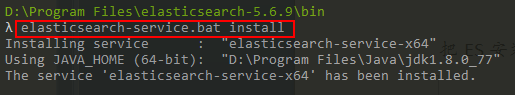 D:\Program Files\elasticsearch-5.6.9\bin
λ elasticsearch-service.bat install
Installing service      :  "elasticsearch-service-x64"
Using JAVA_HOME (64-bit):  "D:\Program Files\Java\jdk1.8.0_77"
The service 'elasticsearch-service-x64' has been installed.